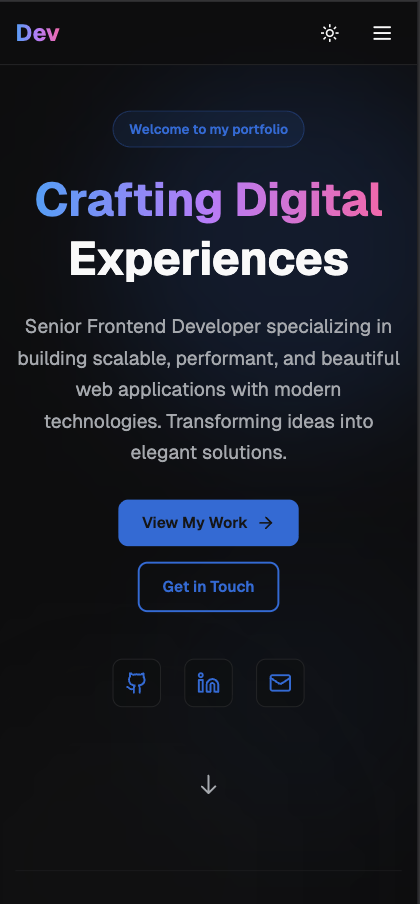 Dev
Welcome to my portfolio
Crafting Digital
Experiences
Senior Frontend Developer specializing in
building scalable, performant, and beautiful
web applications with modern
technologies. Transforming ideas into
elegant solutions.
View My Work
Get in Touch